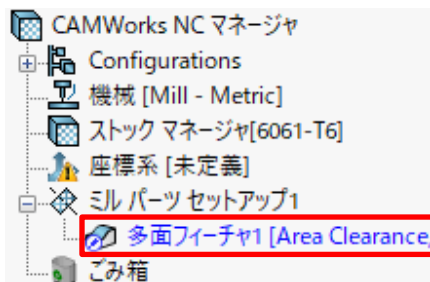 CAMWorks NC マネージャ
Configurations
機械 [Mill - Metric]
ストック マネージャ[6061-T6]
座標系 [未定義]
ミル パーツ セットアップ1
多面フィーチャ1 [Area Clearance,
ごみ箱